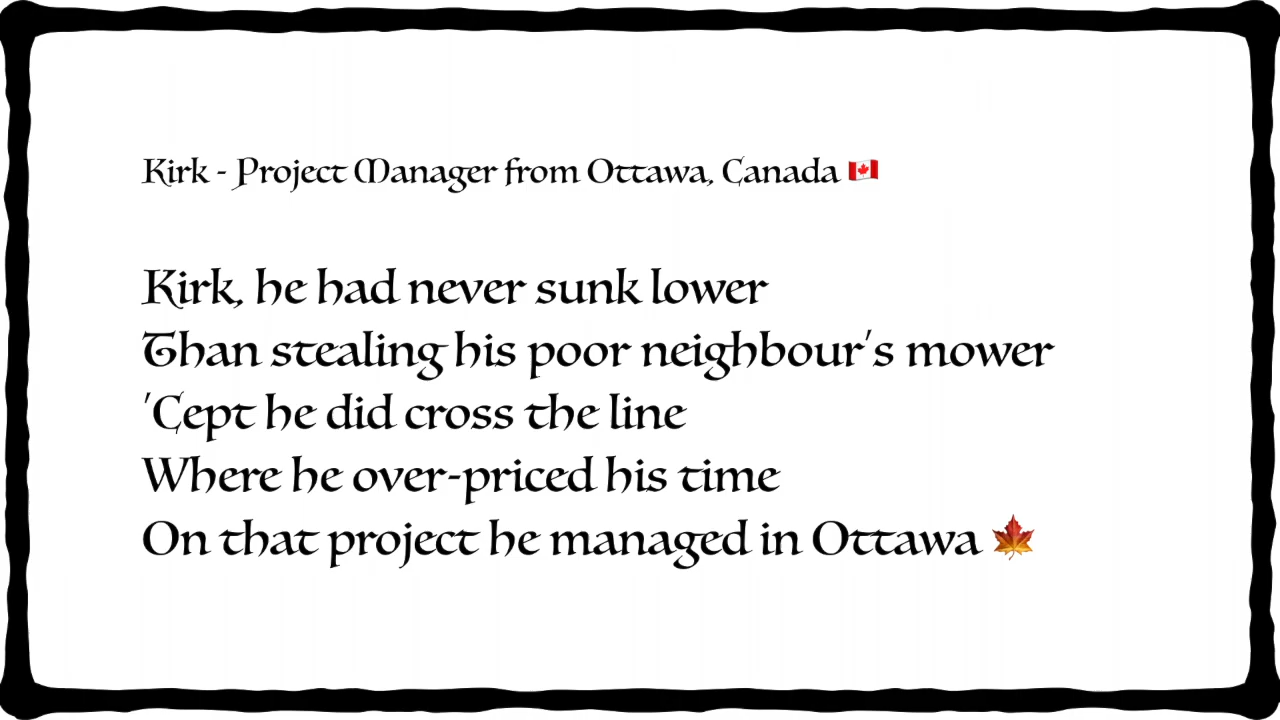 Kirk - Project Manager from Ottawa, Canada 🇨🇦
Kirk, he had never sunk lower
Than stealing his poor neighbour's mower
'Cept he did cross the line
Where he over-priced his time
On that project he managed in Ottawa 🍁